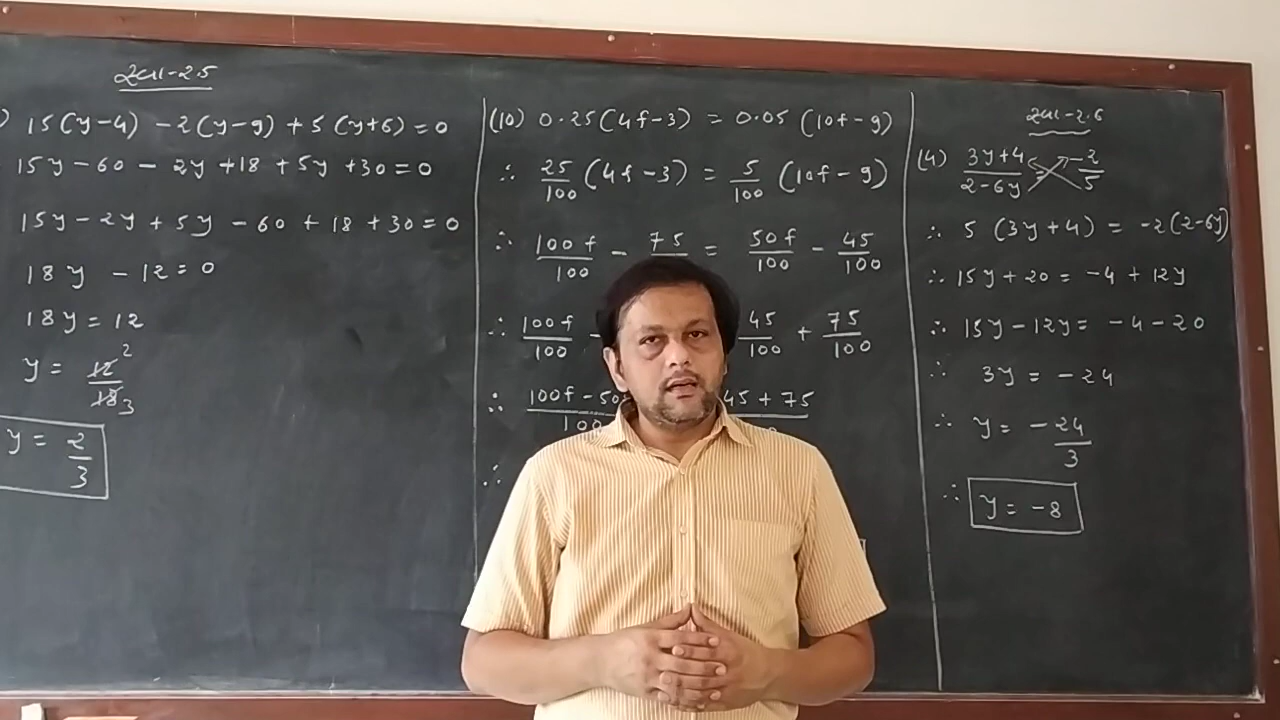 સ્વા-2.5
) 15(y-4) -2(y-9) + 5(y+6) = 0
15y - 60 - 2y + 18 + 5y + 30 = 0
15y - 2y + 5y - 60 + 18 + 30 = 0
18y - 12 = 0
18y = 12
y = 12/18 2/3
y = 2/3
(10) 0.25(4f-3) = 0.05 (10f-9)
∴ 25/100 (4f-3) = 5/100 (10f-9)
∴ 100f/100 - 75 = 50f/100 - 45/100
∴ 100f/100 - 45/100 + 75/100
∴ 100f - 50 45 + 75
∴
સ્વા-2.6
(4) 3y+4/2-6y = -2/5
∴ 5 (3y+4) = -2(2-6y)
∴ 15y + 20 = -4 + 12y
∴ 15y - 12y = -4 - 20
∴ 3y = -24
∴ y = -24/3
∴ y = -8